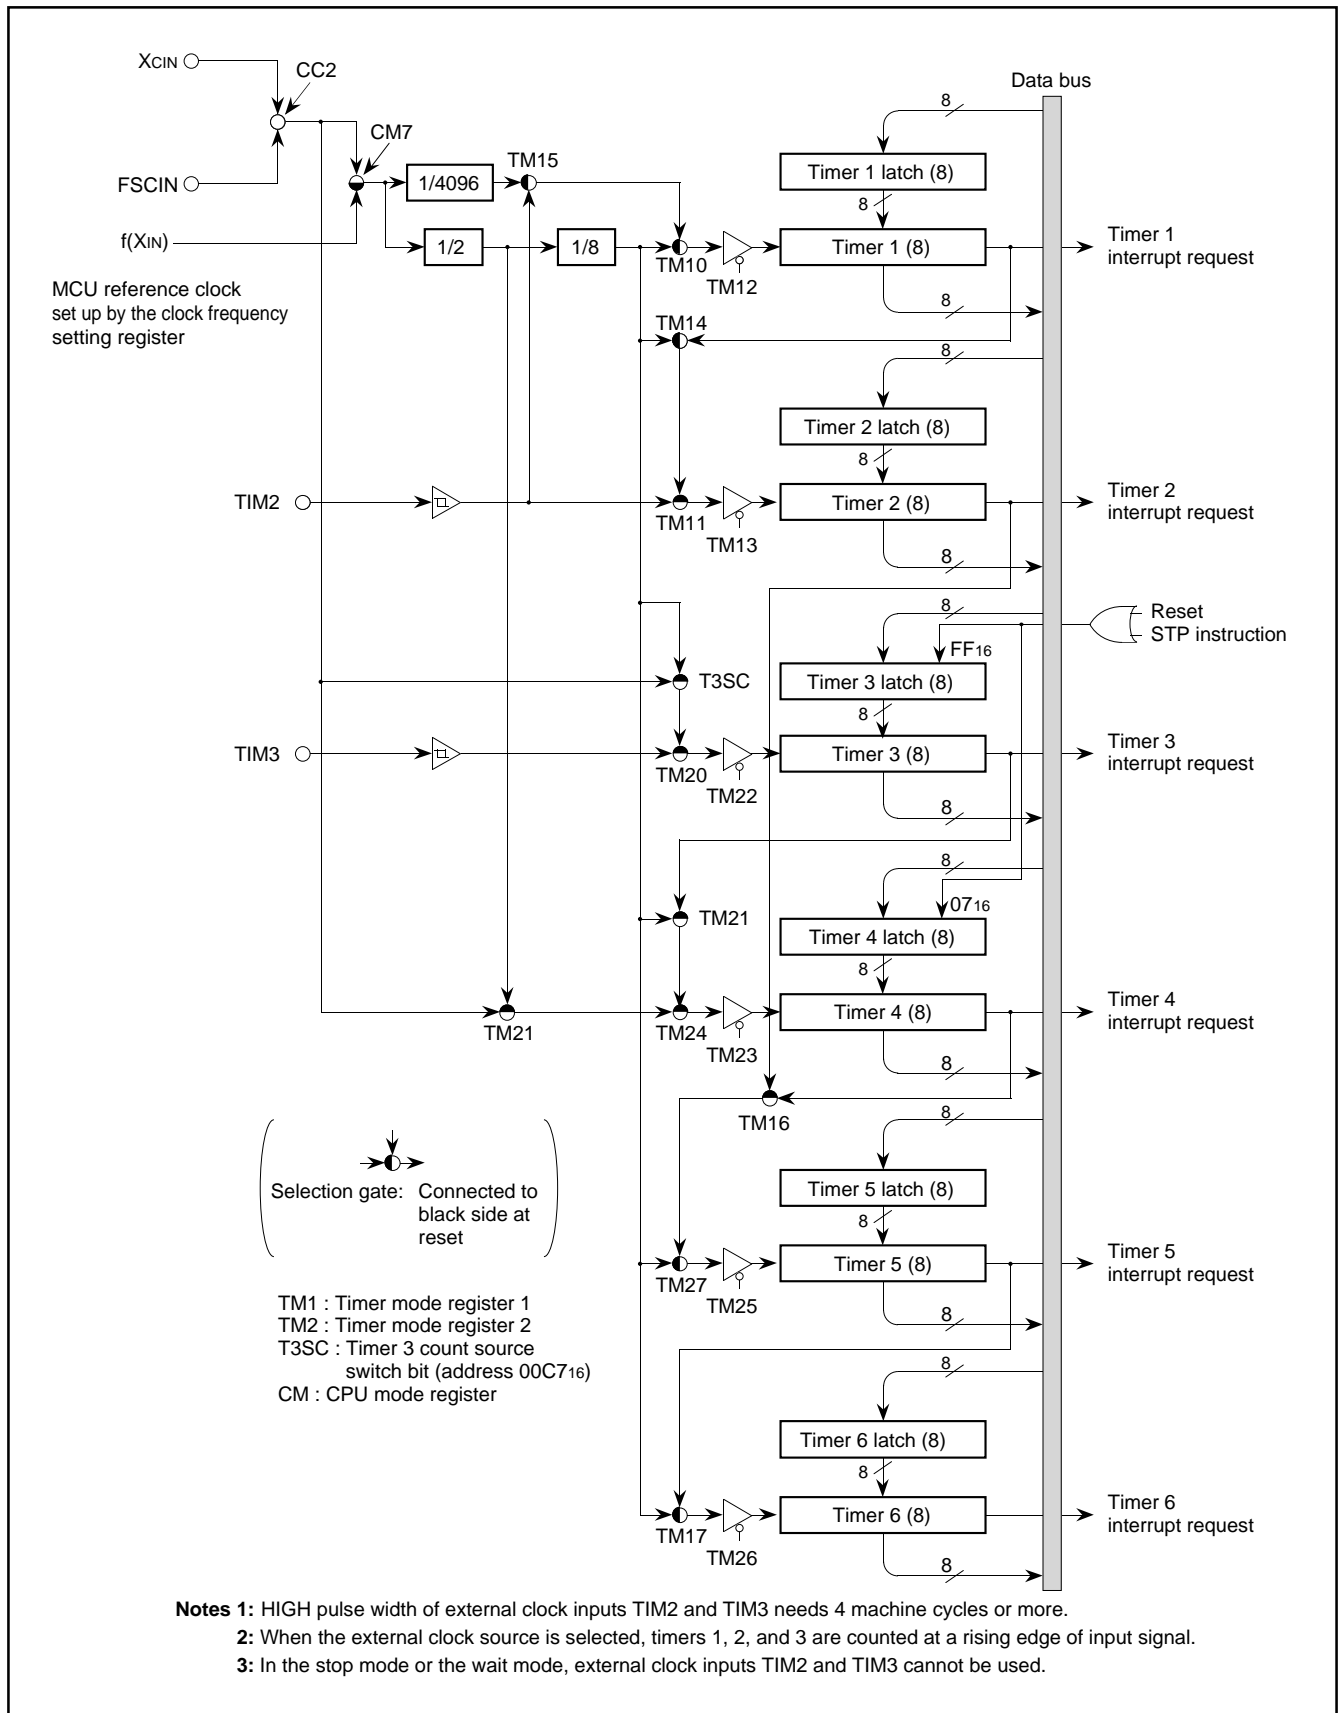 XCIN
CC2
Data bus
8
CM7
TM15
Timer 1 latch (8)
FSCIN
1/4096
8
f(XIN)
1/2
1/8
TM10
TM12
Timer 1 (8)
Timer 1
interrupt request
MCU reference clock
set up by the clock frequency
setting register
8
TM14
8
Timer 2 latch (8)
8
TIM2
TM11
TM13
Timer 2 (8)
Timer 2
interrupt request
8
8
Reset
STP instruction
FF16
T3SC
Timer 3 latch (8)
8
TIM3
TM20
TM22
Timer 3 (8)
Timer 3
interrupt request
8
8
0716
TM21
Timer 4 latch (8)
8
TM21
TM24
TM23
Timer 4 (8)
Timer 4
interrupt request
8
TM16
8
Selection gate: Connected to
black side at
reset
Timer 5 latch (8)
8
TM27
TM25
Timer 5 (8)
Timer 5
interrupt request
8
TM1 : Timer mode register 1
TM2 : Timer mode register 2
T3SC : Timer 3 count source
switch bit (address 00C716)
CM : CPU mode register
8
Timer 6 latch (8)
8
TM17
TM26
Timer 6 (8)
Timer 6
interrupt request
8
Notes 1: HIGH pulse width of external clock inputs TIM2 and TIM3 needs 4 machine cycles or more.
2: When the external clock source is selected, timers 1, 2, and 3 are counted at a rising edge of input signal.
3: In the stop mode or the wait mode, external clock inputs TIM2 and TIM3 cannot be used.